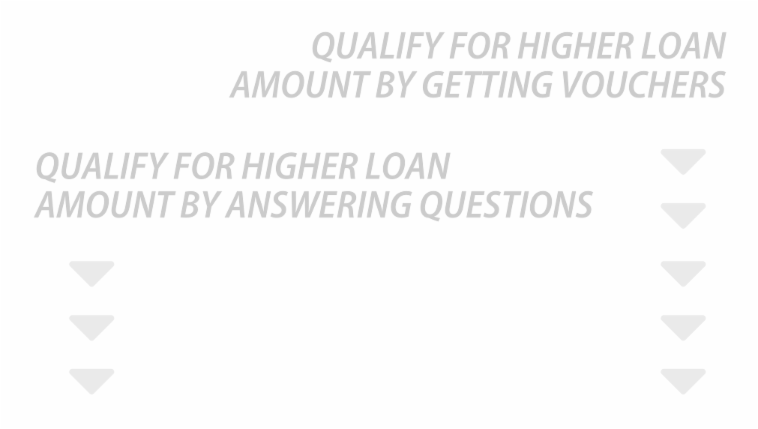 QUALIFY FOR HIGHER LOAN
AMOUNT BY GETTING VOUCHERS
QUALIFY FOR HIGHER LOAN
AMOUNT BY ANSWERING QUESTIONS